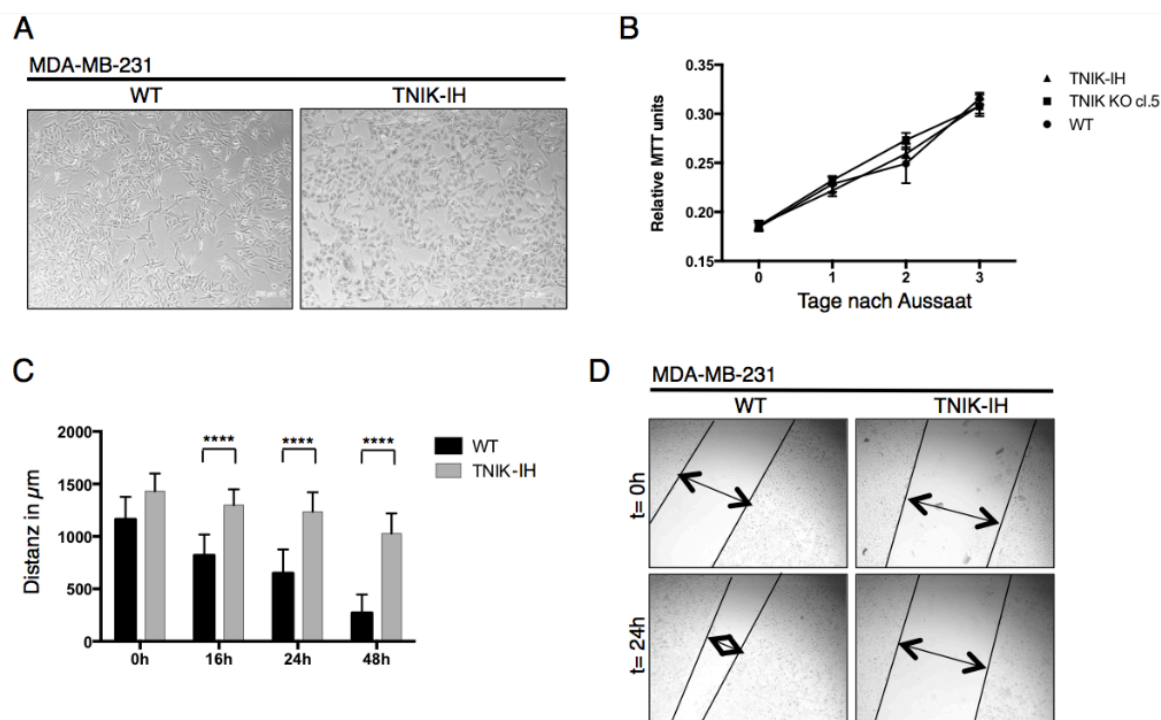 A
MDA-MB-231
WT
TNIK-IH
B
0.35
0.30
0.25
0.20
0.15
Relative MTT units
0
1
2
3
Tage nach Aussaat
TNIK-IH
TNIK KO cl.5
WT
C
2000
1500
1000
500
0
Distanz in µm
****
****
****
0h
16h
24h
48h
WT
TNIK-IH
D
MDA-MB-231
WT
TNIK-IH
t= 0h
t= 24h